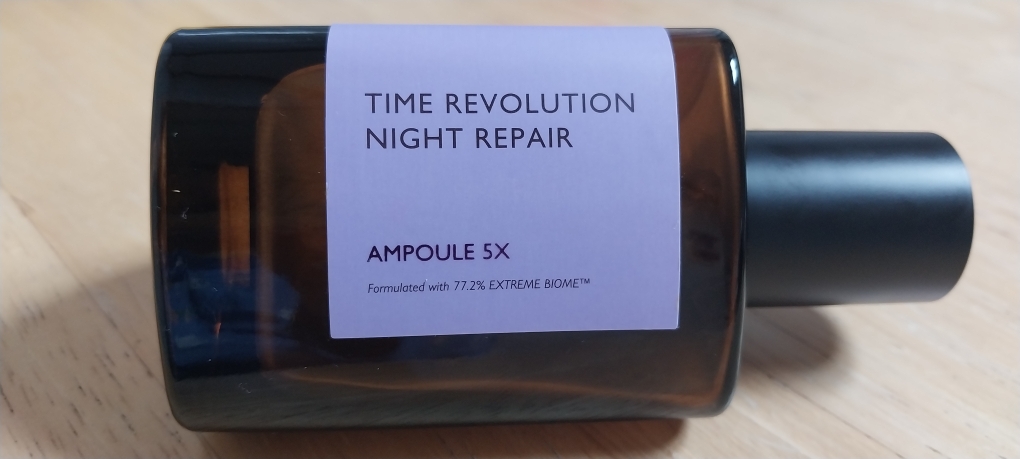 TIME REVOLUTION
NIGHT REPAIR
AMPOULE 5X
Formulated with 77.2% EXTREME BIOME™